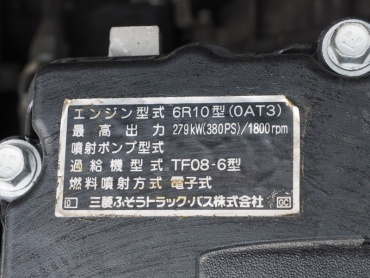 エンジン型式 6R10型(0AT3)
最高出力 279kW(380PS)/1800rpm
噴射ポンプ型式
過給機型式 TF08-6型
燃料噴射方式 電子式
三菱ふそうトラック・バス株式会社